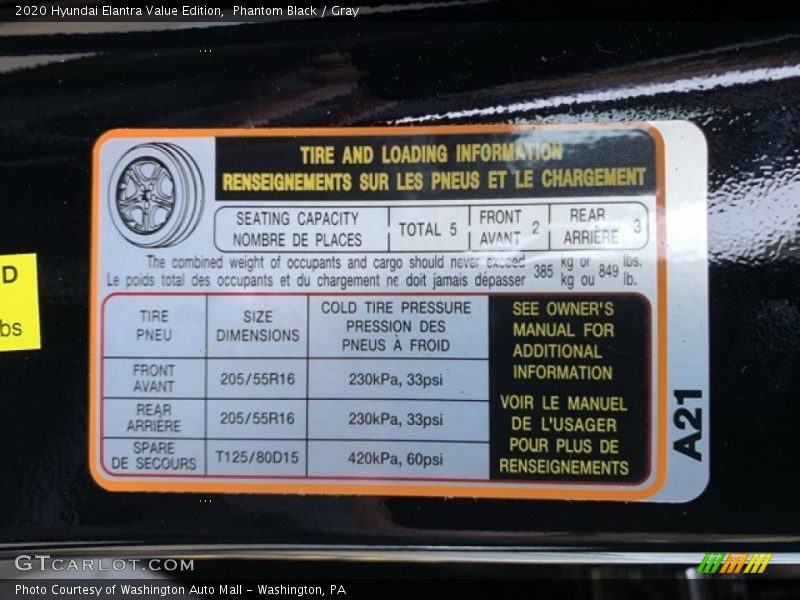 2020 Hyundai Elantra Value Edition,  Phantom Black / Gray
TIRE AND LOADING INFORMATION
RENSEIGNEMENTS SUR LES PNEUS ET LE CHARGEMENT
SEATING CAPACITY
NOMBRE DE PLACES
TOTAL 5
FRONT
AVANT
2
REAR
ARRIÈRE
3
The combined weight of occupants and cargo should never exceed
Le poids total des occupants et du chargement ne doit jamais dépasser
385
kg or
kg ou
849
lbs.
lb.
D
bs
TIRE
PNEU
SIZE
DIMENSIONS
COLD TIRE PRESSURE
PRESSION DES
PNEUS À FROID
FRONT
AVANT
205/55R16
230kPa, 33psi
REAR
ARRIÈRE
205/55R16
230kPa, 33psi
SPARE
DE SECOURS
T125/80D15
420kPa, 60psi
SEE OWNER'S
MANUAL FOR
ADDITIONAL
INFORMATION
VOIR LE MANUEL
DE L'USAGER
POUR PLUS DE
RENSEIGNEMENTS
A21
GTCARLOT.COM
Photo Courtesy of Washington Auto Mall - Washington, PA